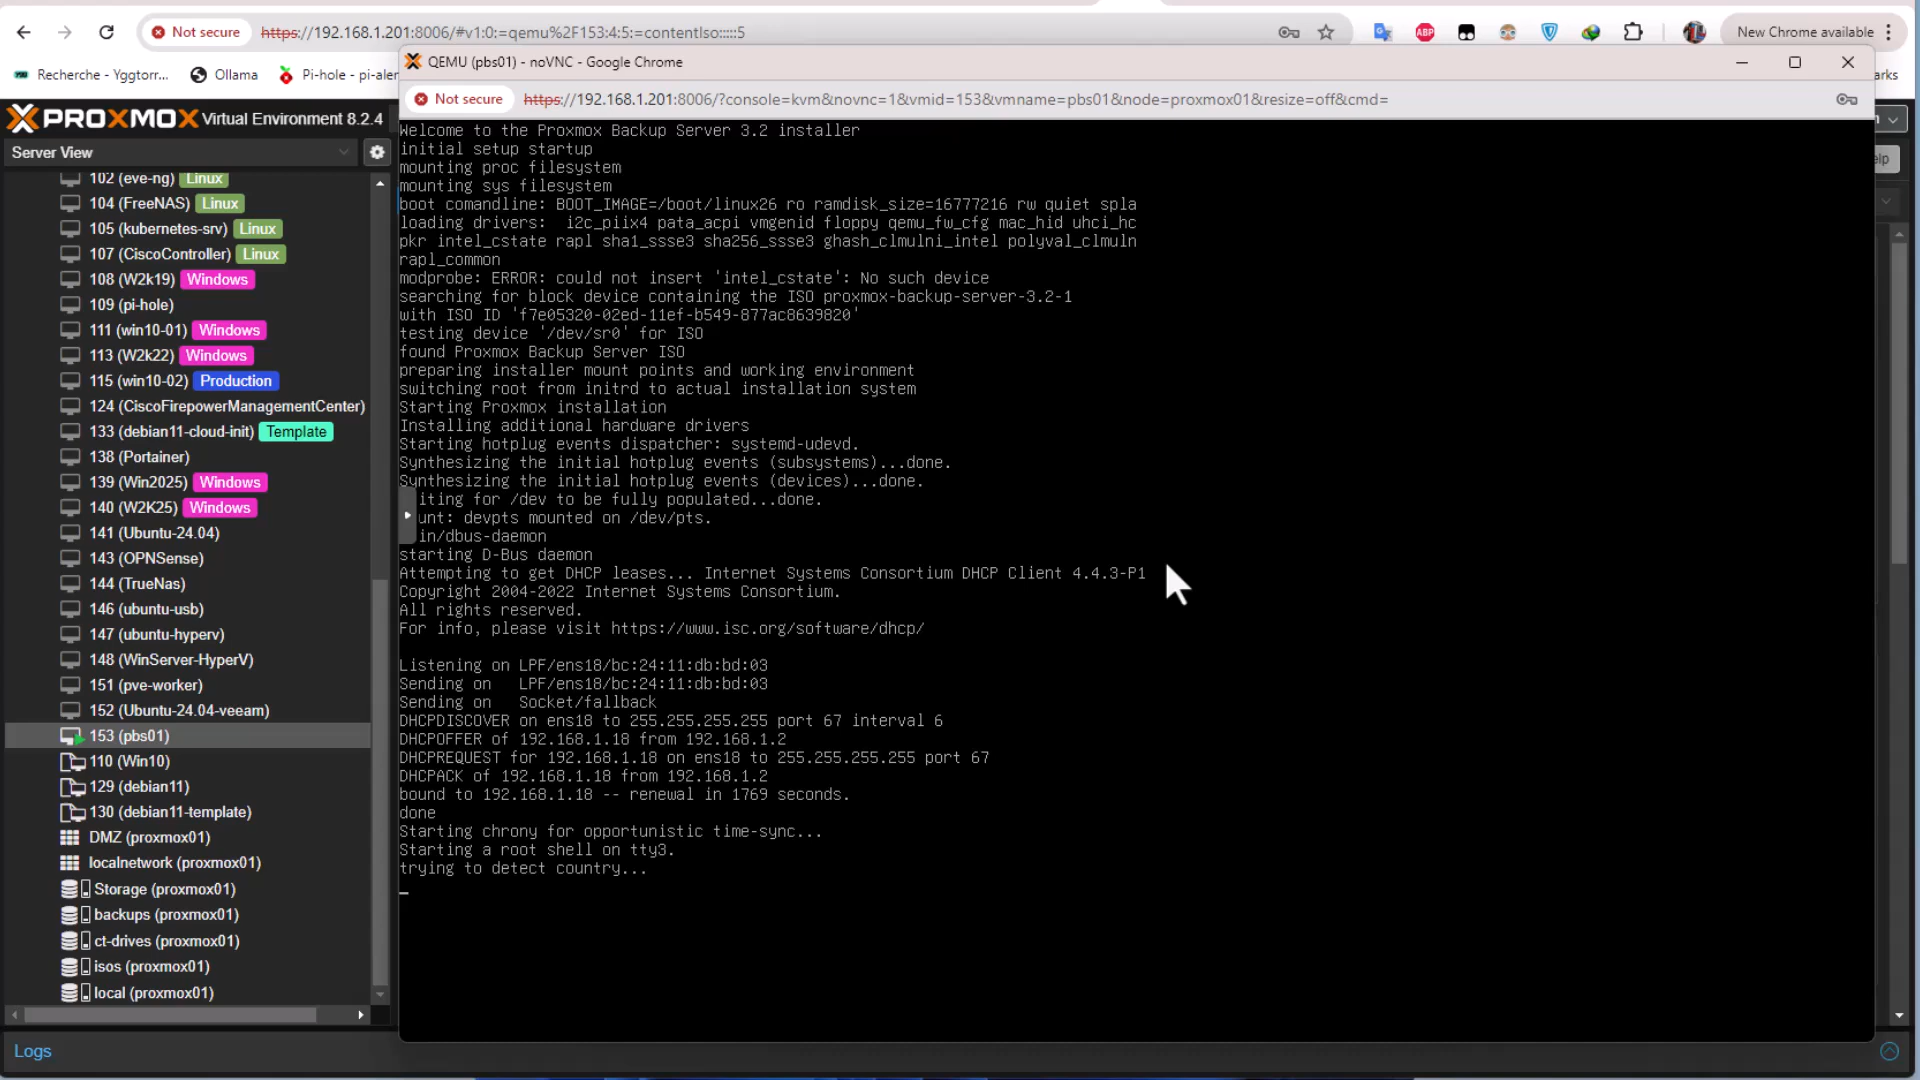 Not secure
https://192.168.1.201:8006/#v1:0:=qemu%2F153:4:5:=contentIso:::::5
ABP
New Chrome available
Recherche - Yggtorr...
Ollama
Pi-hole - pi-aler
arks
QEMU (pbs01) - noVNC - Google Chrome
Not secure
https://192.168.1.201:8006/?console=kvm&novnc=1&vmid=153&vmname=pbs01&node=proxmox01&resize=off&cmd=
PROXMOX Virtual Environment 8.2.4
n
Server View
elp
102 (eve-ng) Linux
104 (FreeNAS) Linux
105 (kubernetes-srv) Linux
107 (CiscoController) Linux
108 (W2k19) Windows
109 (pi-hole)
111 (win10-01) Windows
113 (W2k22) Windows
115 (win10-02) Production
124 (CiscoFirepowerManagementCenter)
133 (debian11-cloud-init) Template
138 (Portainer)
139 (Win2025) Windows
140 (W2K25) Windows
141 (Ubuntu-24.04)
143 (OPNSense)
144 (TrueNas)
146 (ubuntu-usb)
147 (ubuntu-hyperv)
148 (WinServer-HyperV)
151 (pve-worker)
152 (Ubuntu-24.04-veeam)
153 (pbs01)
110 (Win10)
129 (debian11)
130 (debian11-template)
DMZ (proxmox01)
localnetwork (proxmox01)
Storage (proxmox01)
backups (proxmox01)
ct-drives (proxmox01)
isos (proxmox01)
local (proxmox01)
Logs
Welcome to the Proxmox Backup Server 3.2 installer
initial setup startup
mounting proc filesystem
mounting sys filesystem
boot comandline: BOOT_IMAGE=/boot/linux26 ro ramdisk_size=16777216 rw quiet spla
loading drivers:  i2c_piix4 pata_acpi vmgenid floppy qemu_fw_cfg mac_hid uhci_hc
pkr intel_cstate rapl sha1_ssse3 sha256_ssse3 ghash_clmulni_intel polyval_clmuln
rapl_common
modprobe: ERROR: could not insert 'intel_cstate': No such device
searching for block device containing the ISO proxmox-backup-server-3.2-1
with ISO ID 'f7e05320-02ed-11ef-b549-877ac8639820'
testing device '/dev/sr0' for ISO
found Proxmox Backup Server ISO
preparing installer mount points and working environment
switching root from initrd to actual installation system
Starting Proxmox installation
Installing additional hardware drivers
Starting hotplug events dispatcher: systemd-udevd.
Synthesizing the initial hotplug events (subsystems)...done.
Synthesizing the initial hotplug events (devices)...done.
iting for /dev to be fully populated...done.
unt: devpts mounted on /dev/pts.
in/dbus-daemon
starting D-Bus daemon
Attempting to get DHCP leases... Internet Systems Consortium DHCP Client 4.4.3-P1
Copyright 2004-2022 Internet Systems Consortium.
All rights reserved.
For info, please visit https://www.isc.org/software/dhcp/
Listening on LPF/ens18/bc:24:11:db:bd:03
Sending on   LPF/ens18/bc:24:11:db:bd:03
Sending on   Socket/fallback
DHCPDISCOVER on ens18 to 255.255.255.255 port 67 interval 6
DHCPOFFER of 192.168.1.18 from 192.168.1.2
DHCPREQUEST for 192.168.1.18 on ens18 to 255.255.255.255 port 67
DHCPACK of 192.168.1.18 from 192.168.1.2
bound to 192.168.1.18 -- renewal in 1769 seconds.
done
Starting chrony for opportunistic time-sync...
Starting a root shell on tty3.
trying to detect country...